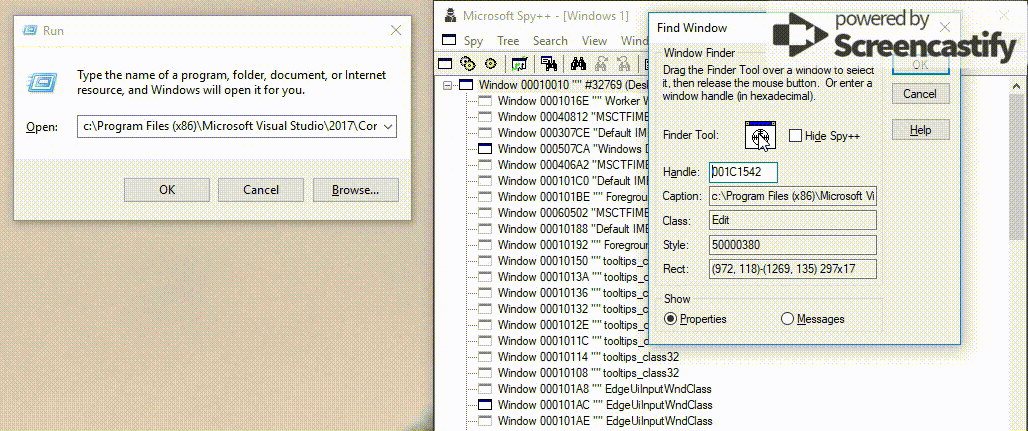 Run
Type the name of a program, folder, document, or Internet
resource, and Windows will open it for you.
Open:
c:\Program Files (x86)\Microsoft Visual Studio\2017\Cor
OK
Cancel
Browse...
Microsoft Spy++ - [Windows 1]
Spy Tree Search View Wind
Window 00010010 "" #32769 (Des
Window 0001016E "" Worker W
Window 00040812 "MSCTFIME
Window 000307CE "Default IME
Window 000507CA "Windows D
Window 000406A2 "MSCTFIME
Window 000101C0 "Default IME
Window 000101BE "" Foregroun
Window 00060502 "MSCTFIME
Window 00010188 "Default IME
Window 00010192 "" Foregroun
Window 00010150 "" tooltips_c
Window 0001013A "" tooltips_c
Window 00010136 "" tooltips_c
Window 00010132 "" tooltips_c
Window 0001012E "" tooltips_c
Window 0001011C "" tooltips_c
Window 00010114 "" tooltips_class32
Window 00010108 "" tooltips_class32
Window 000101A8 "" EdgeUiInputWndClass
Window 000101AC "" EdgeUiInputWndClass
Window 000101AE "" EdgeUiInputWndClass
Find Window
Window Finder
Drag the Finder Tool over a window to select
it, then release the mouse button. Or enter a
window handle (in hexadecimal).
Finder Tool:
Hide Spy++
Handle: 001C1542
Caption: c:\Program Files (x86)\Microsoft Vi
Class: Edit
Style: 50000380
Rect: (972, 118)-(1269, 135) 297x17
Show
Properties
Messages
OK
Cancel
Help
powered by
Screencastify